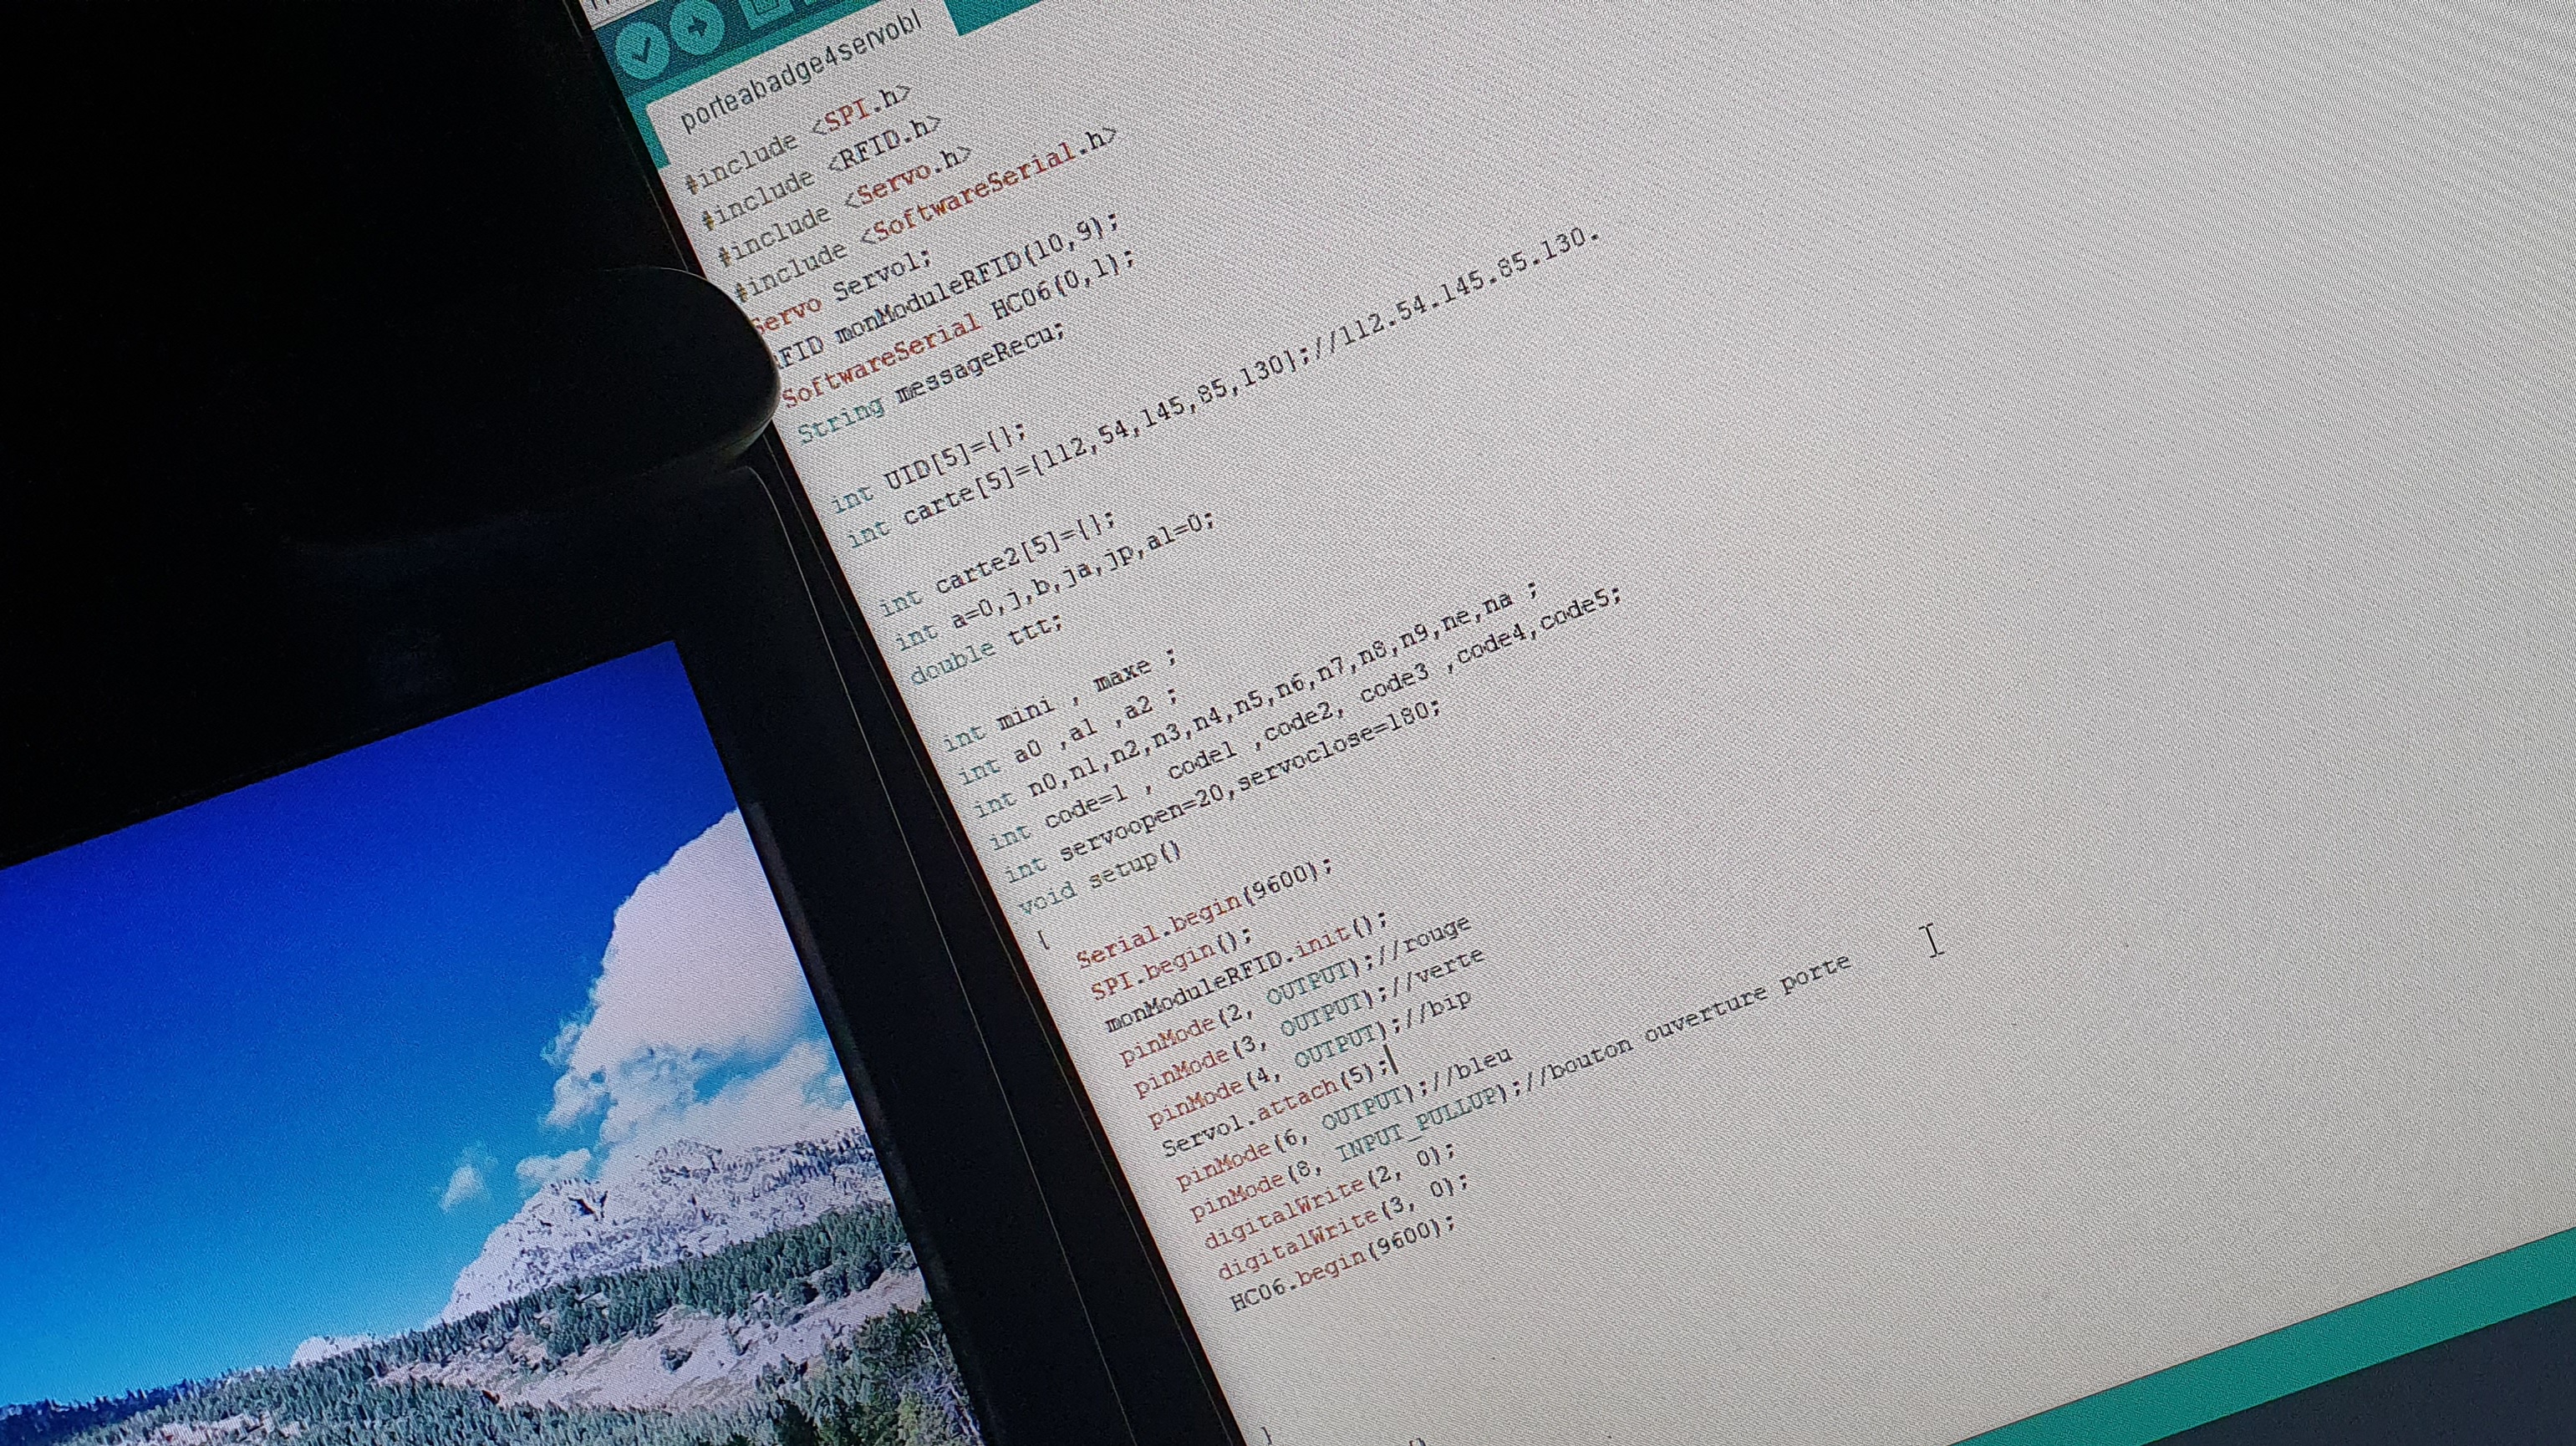 porteabadge4servobl
#include <SPI.h>
#include <RFID.h>
#include <Servo.h>
#include <SoftwareSerial.h>
Servo Servo1;
RFID monModuleRFID(10,9);
SoftwareSerial HC06(0,1);
String messageRecu;
int UID[5]={};
int carte[5]={112,54,145,85,130};//112.54.145.85.130.
int carte2[5]={};
int a=0,j,b,ja,jp,al=0;
double ttt;
int mini , maxe ;
int a0 ,a1 ,a2 ;
int n0,n1,n2,n3,n4,n5,n6,n7,n8,n9,ne,na ;
int code=1 , code1 ,code2, code3 ,code4,code5;
int servoopen=20,servoclose=180;
void setup()
{
Serial.begin(9600);
SPI.begin();
monModuleRFID.init();
pinMode(2, OUTPUT);//rouge
pinMode(3, OUTPUT);//verte
pinMode(4, OUTPUT);//bip
Servo1.attach(5);
pinMode(6, OUTPUT);//bleu
pinMode(8, INPUT_PULLUP);//bouton ouverture porte
digitalWrite(2, 0);
digitalWrite(3, 0);
HC06.begin(9600);
}